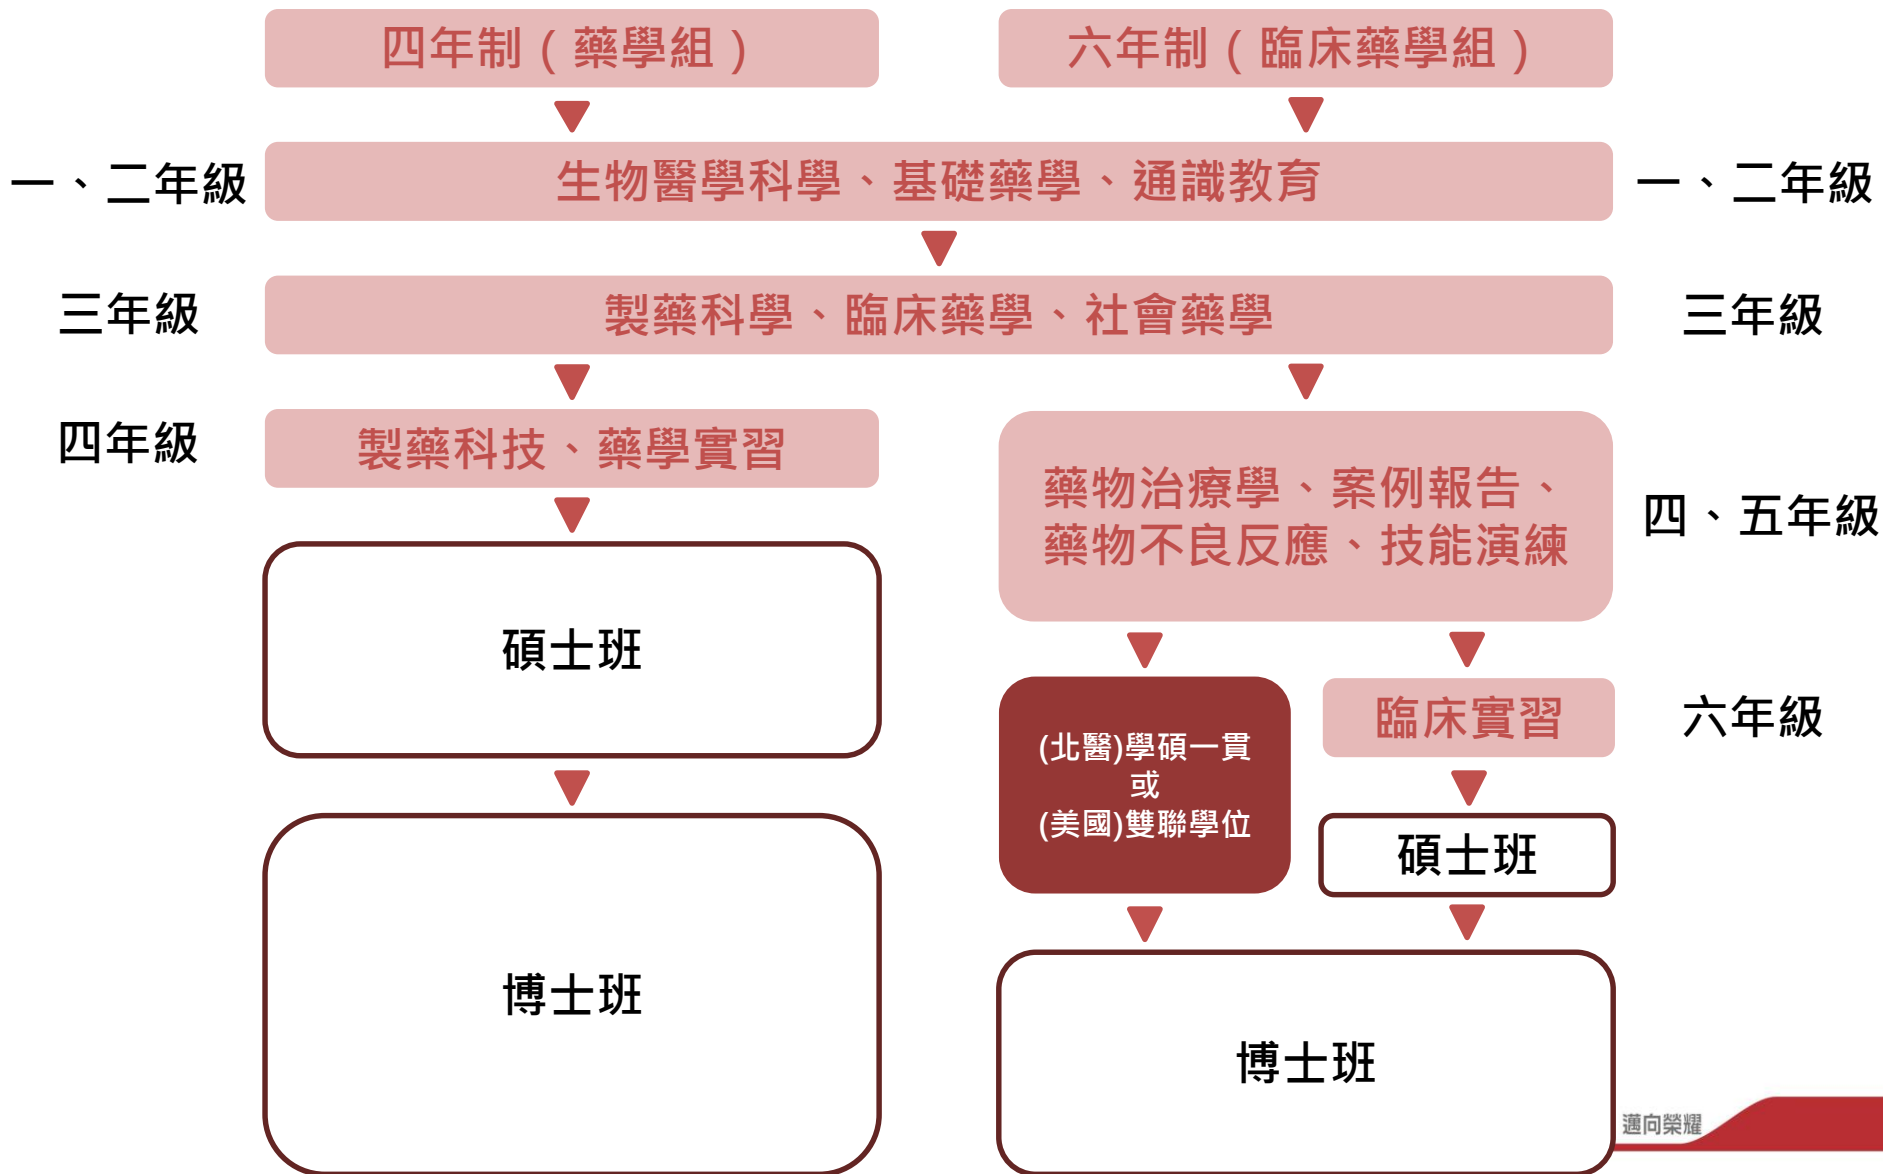 四年制（藥學組）
六年制（臨床藥學組）
一、二年級
生物醫學科學、基礎藥學、通識教育
一、二年級
三年級
製藥科學、臨床藥學、社會藥學
三年級
四年級
製藥科技、藥學實習
藥物治療學、案例報告、
藥物不良反應、技能演練
四、五年級
碩士班
(北醫)學碩一貫
或
(美國)雙聯學位
臨床實習
六年級
碩士班
博士班
博士班
邁向榮耀